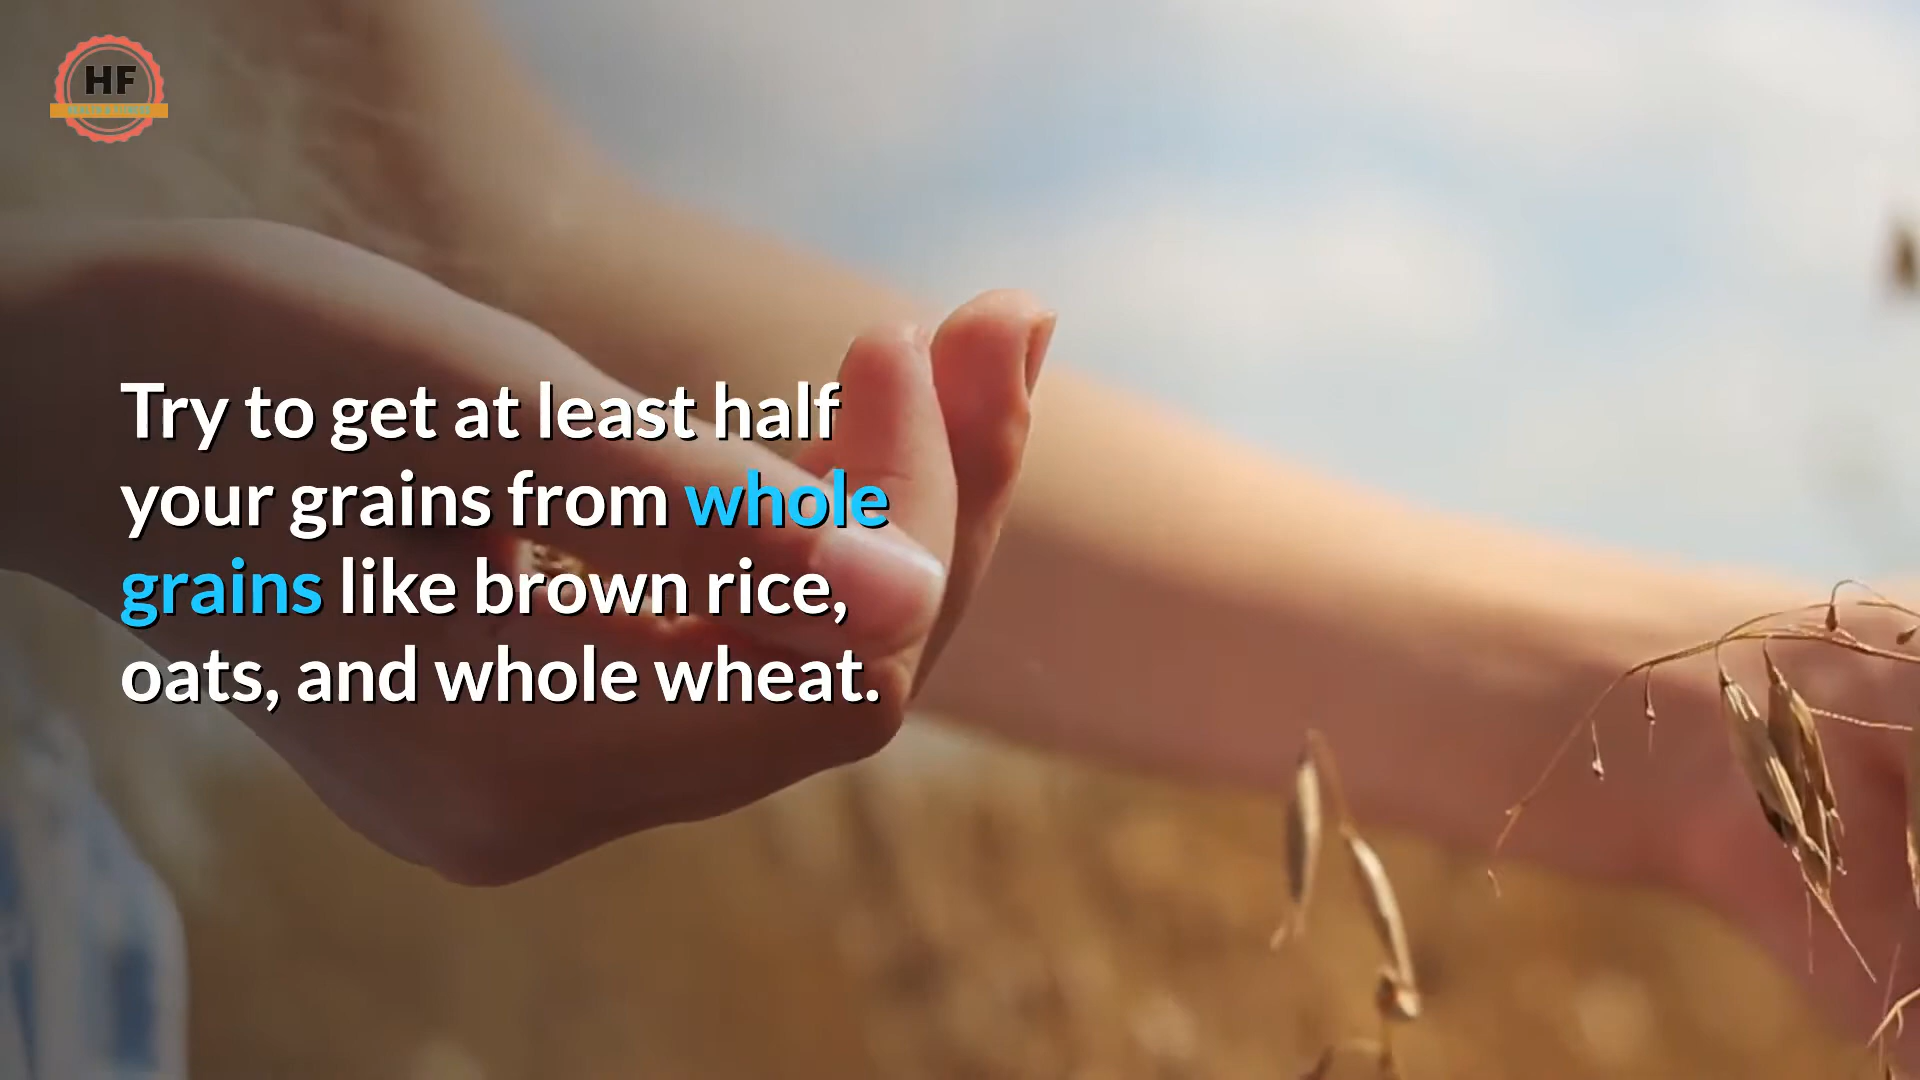 HF
Try to get at least half
your grains from whole
grains like brown rice,
oats, and whole wheat.